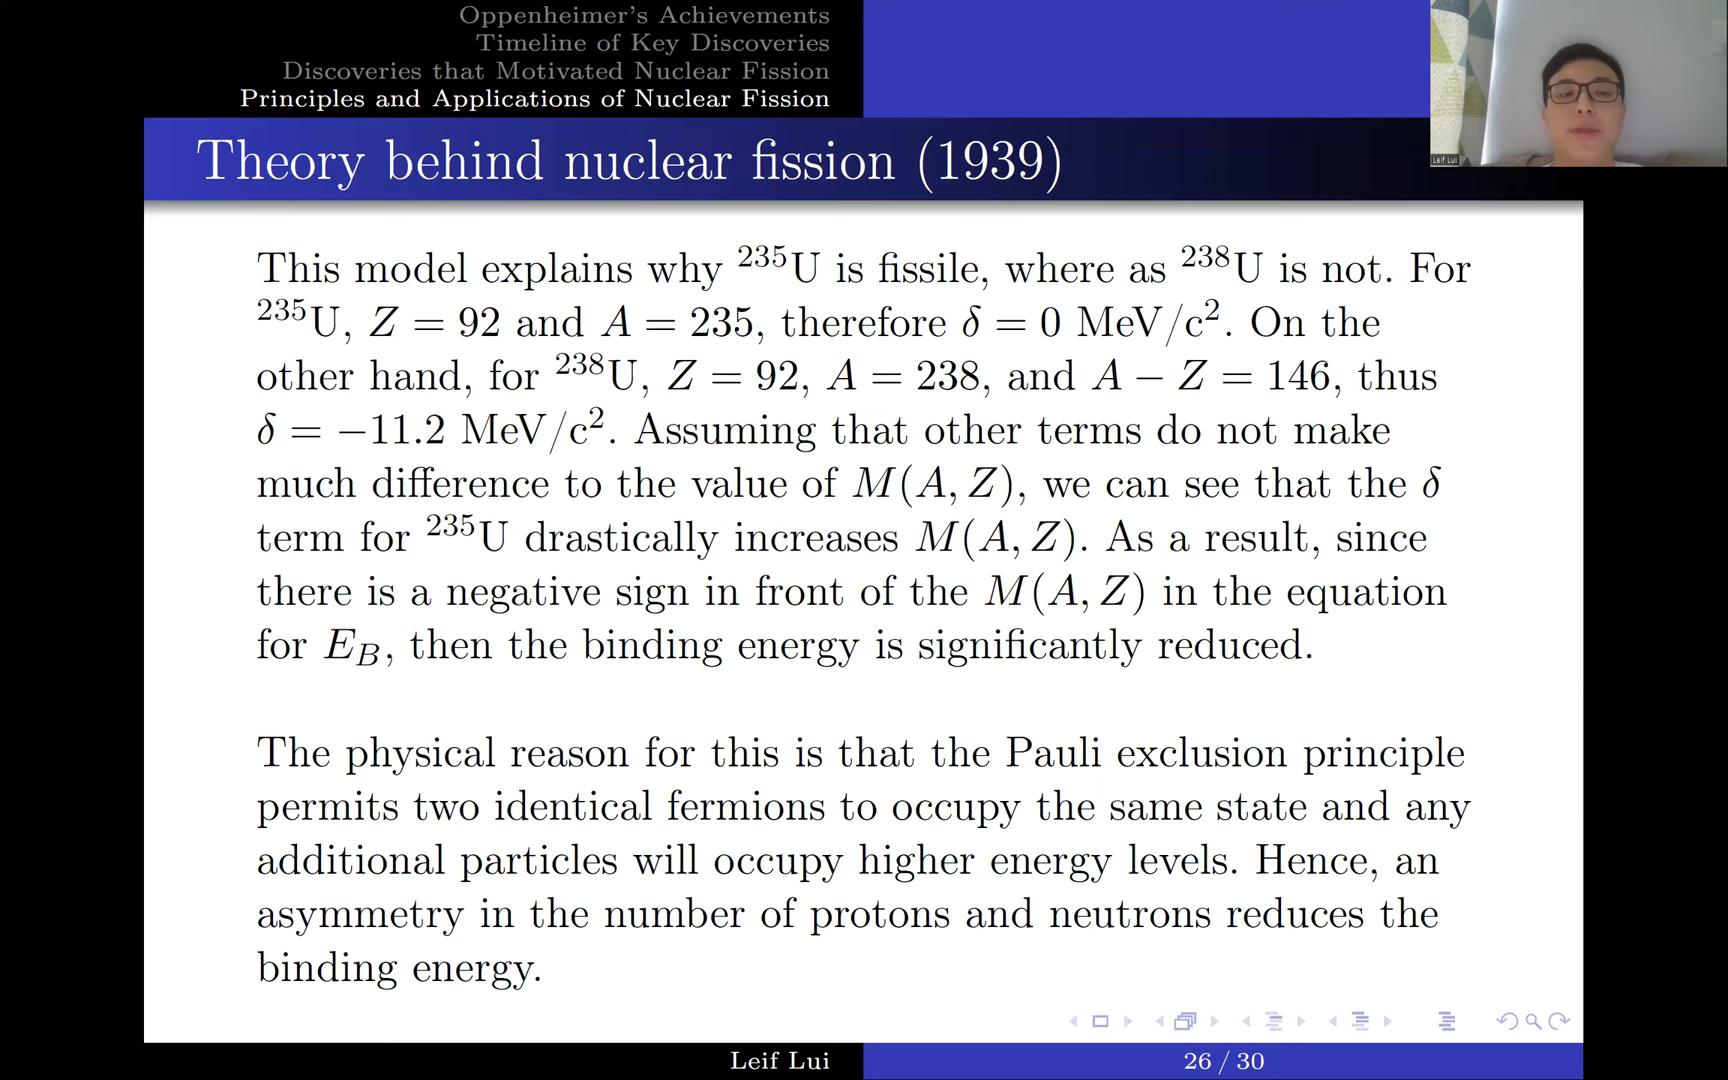 Oppenheimer's Achievements
Timeline of Key Discoveries
Discoveries that Motivated Nuclear Fission
Principles and Applications of Nuclear Fission
Theory behind nuclear fission (1939)
Leif Lui
This model explains why ²³⁵U is fissile, where as ²³⁸U is not. For
²³⁵U, Z = 92 and A = 235, therefore δ = 0 MeV/c². On the
other hand, for ²³⁸U, Z = 92, A = 238, and A − Z = 146, thus
δ = −11.2 MeV/c². Assuming that other terms do not make
much difference to the value of M(A, Z), we can see that the δ
term for ²³⁵U drastically increases M(A, Z). As a result, since
there is a negative sign in front of the M(A, Z) in the equation
for E_B, then the binding energy is significantly reduced.
The physical reason for this is that the Pauli exclusion principle
permits two identical fermions to occupy the same state and any
additional particles will occupy higher energy levels. Hence, an
asymmetry in the number of protons and neutrons reduces the
binding energy.
Leif Lui
26 / 30